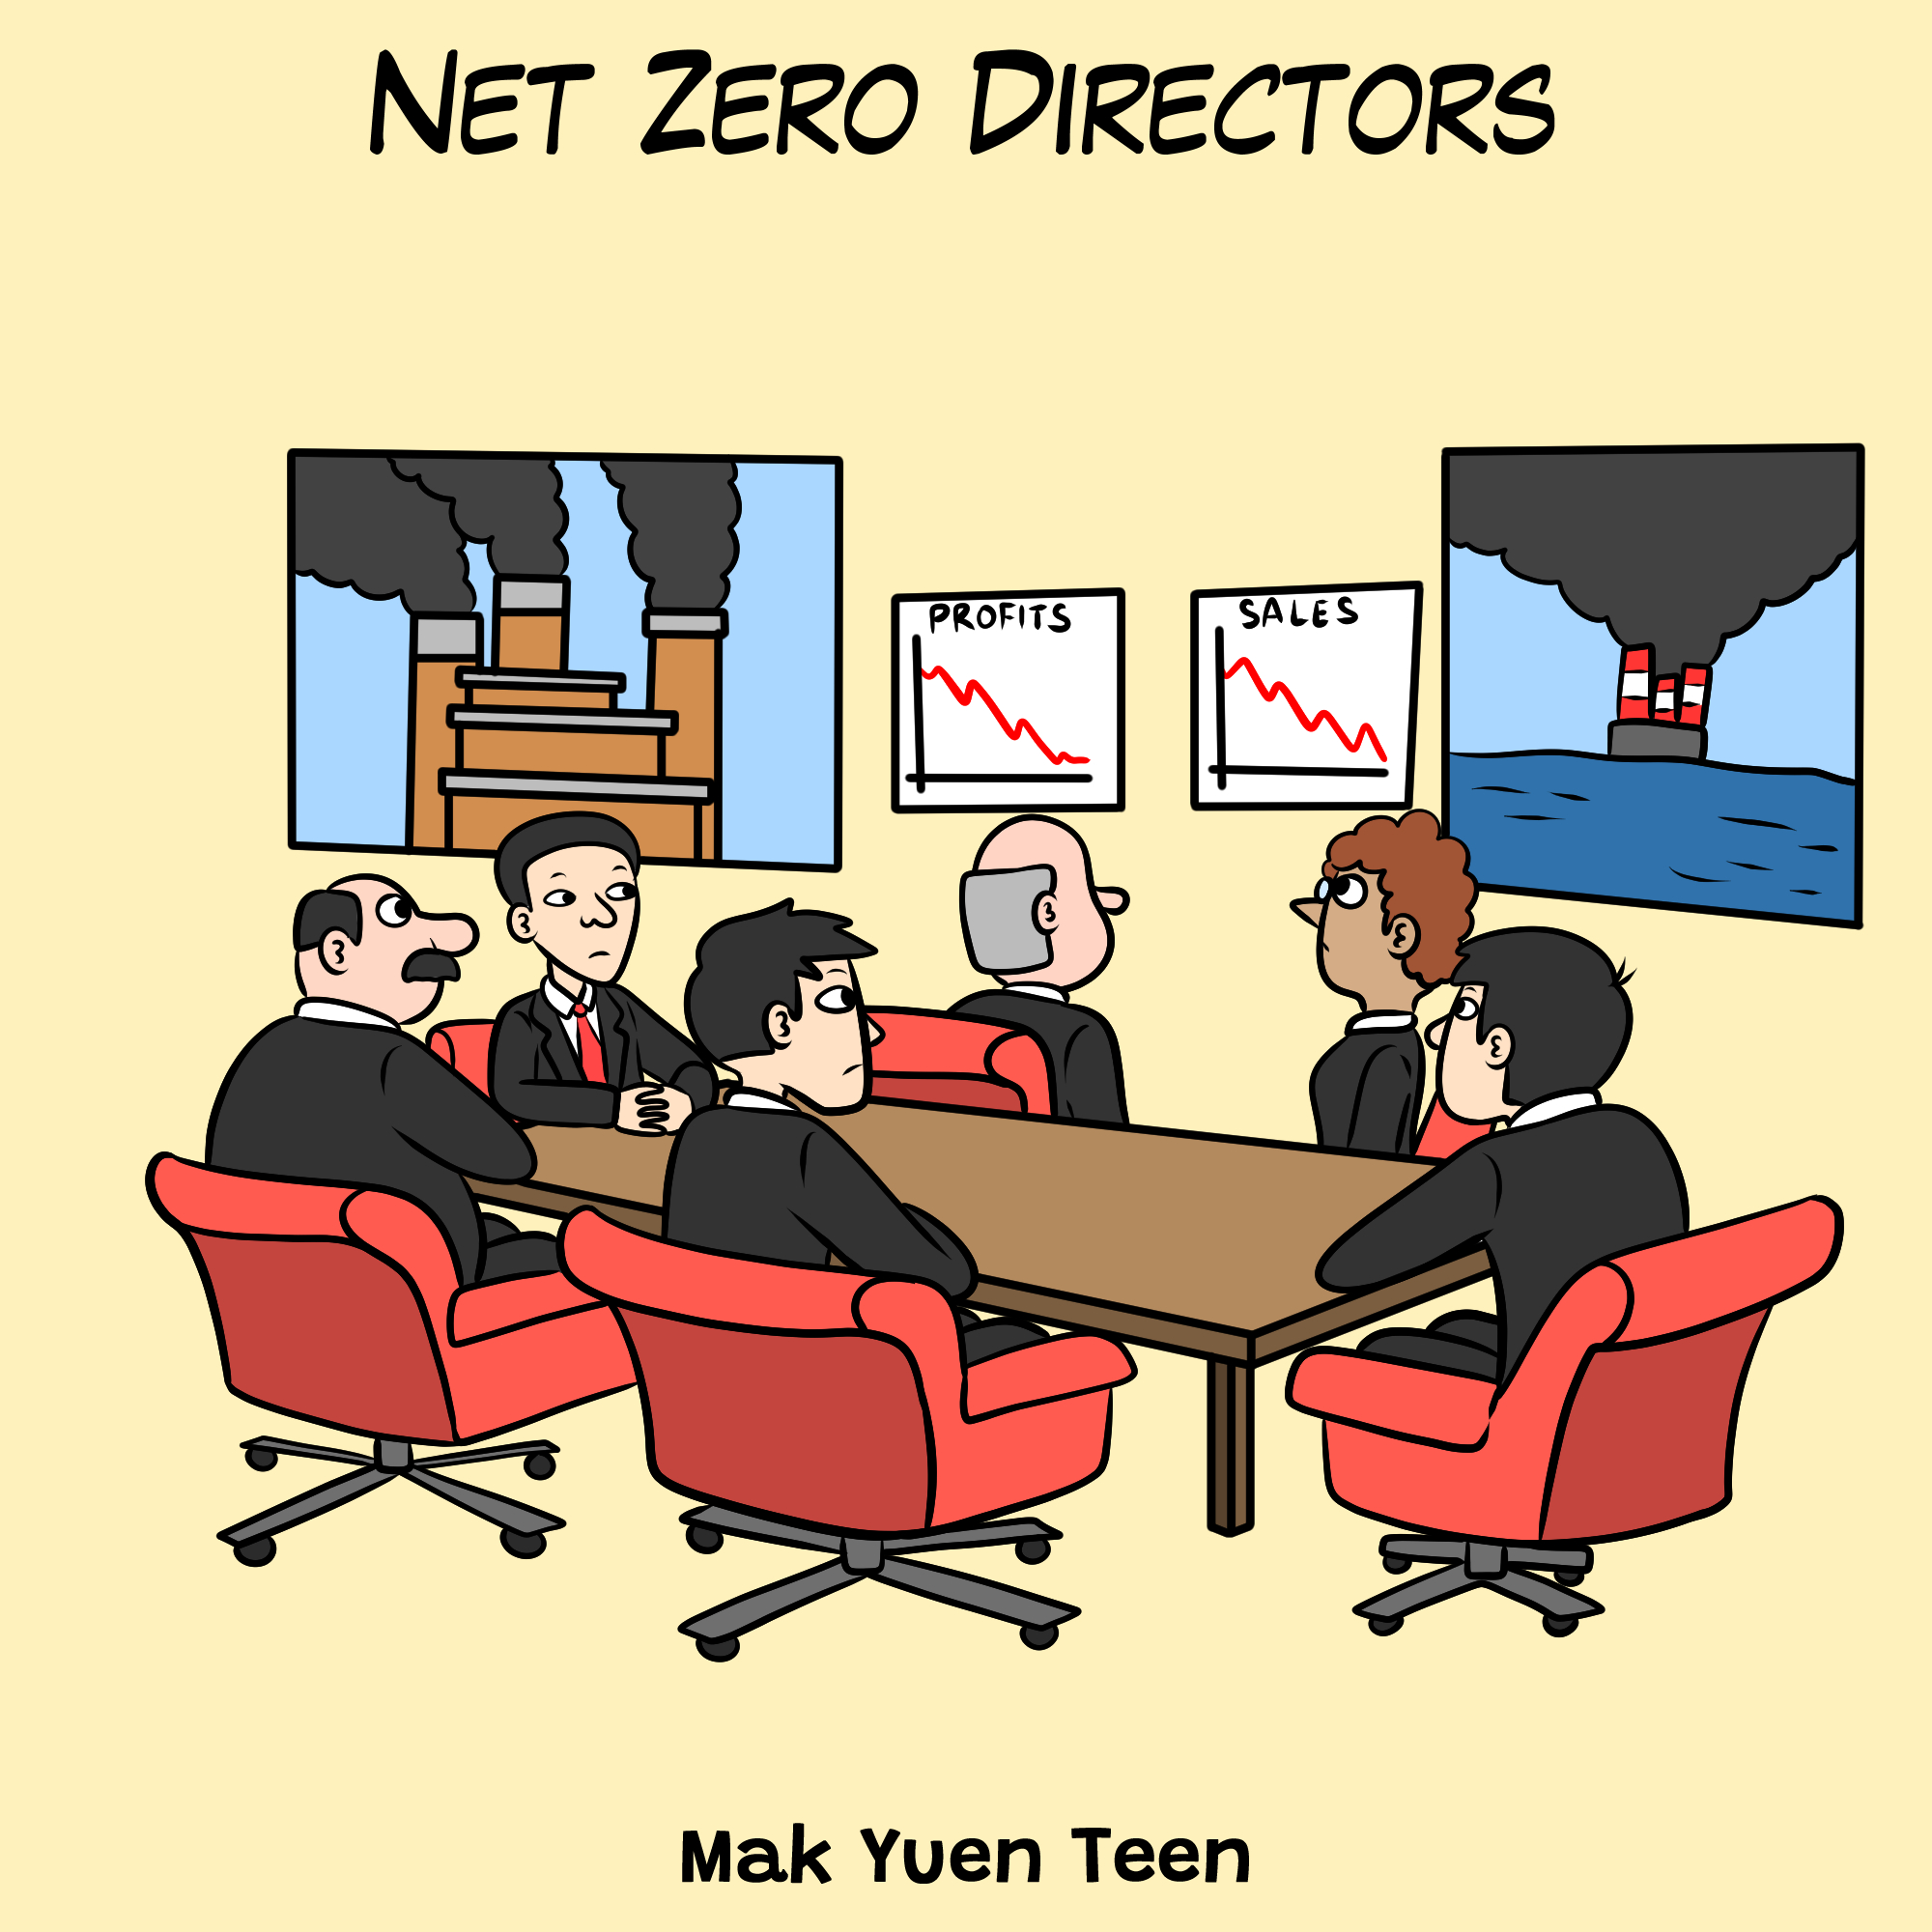 NET ZERO DIRECTORS
PROFITS
SALES
Mak Yuen Teen